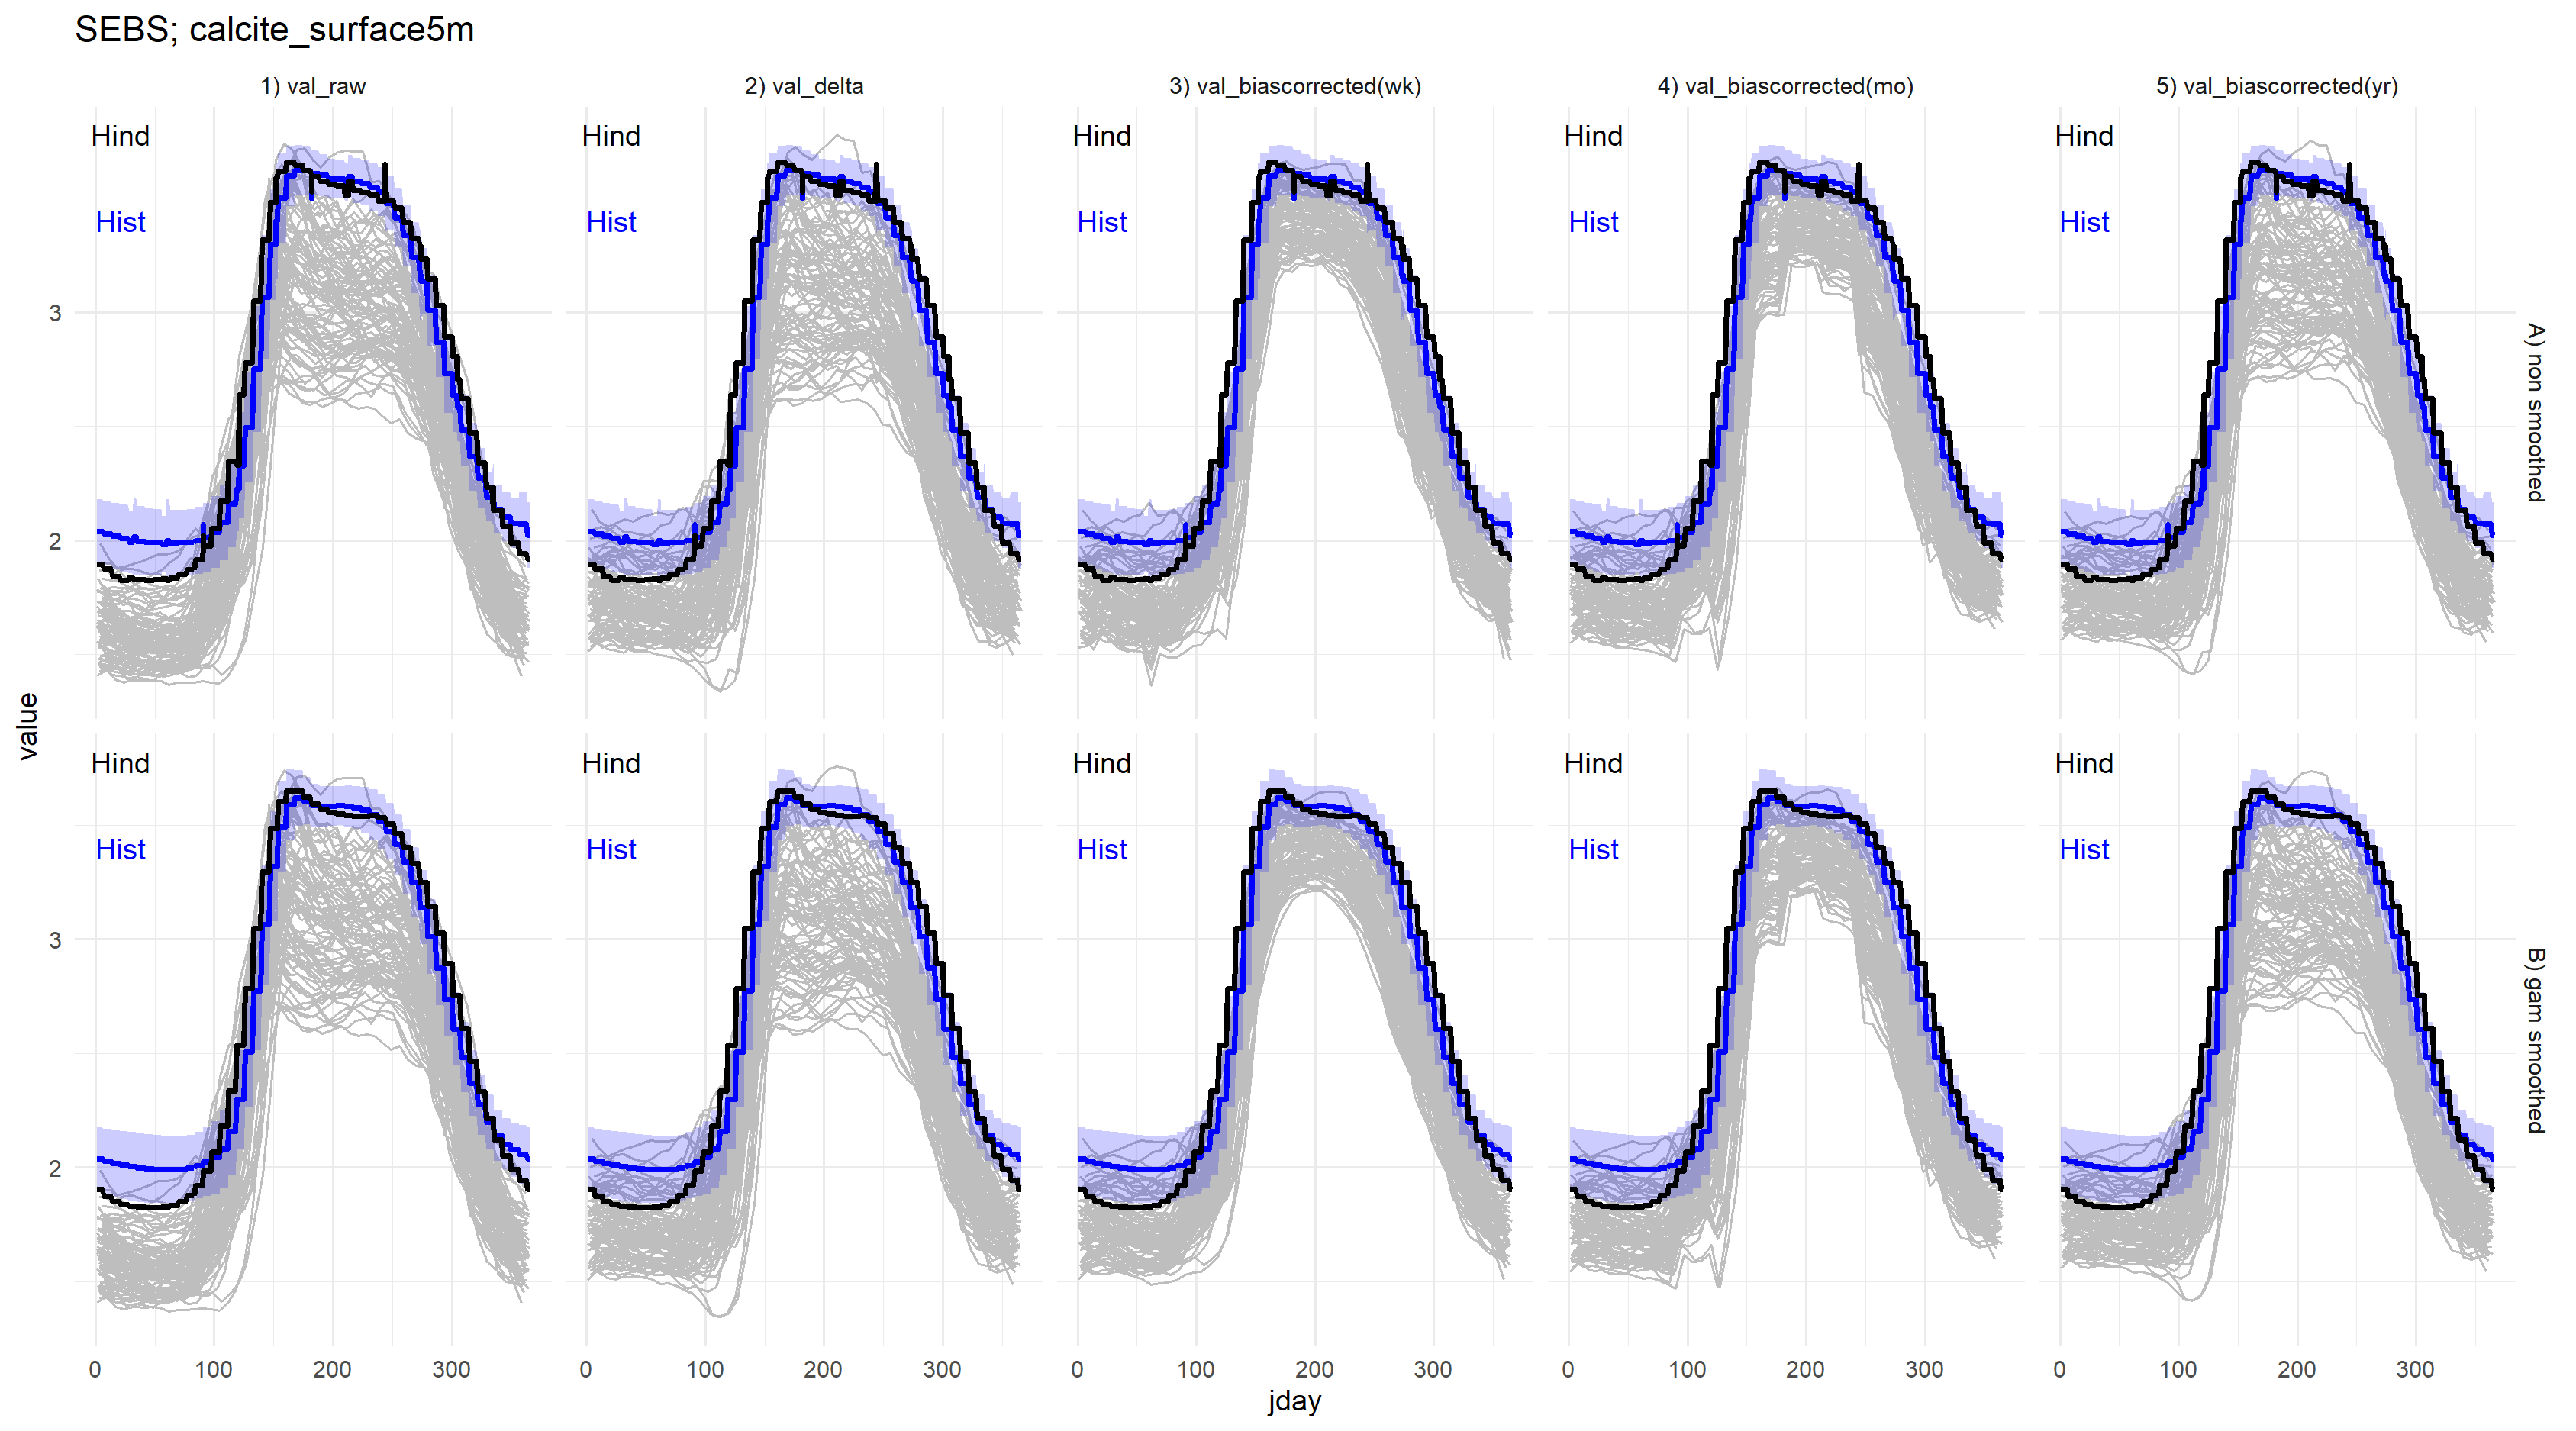 SEBS; calcite_surface5m
1) val_raw
2) val_delta
3) val_biascorrected(wk)
4) val_biascorrected(mo)
5) val_biascorrected(yr)
Hind
Hist
Hind
Hist
Hind
Hist
Hind
Hist
Hind
Hist
3
2
A) non smoothed
value
Hind
Hist
Hind
Hist
Hind
Hist
Hind
Hist
Hind
Hist
3
2
B) gam smoothed
0 100 200 300
0 100 200 300
0 100 200 300
0 100 200 300
0 100 200 300
jday